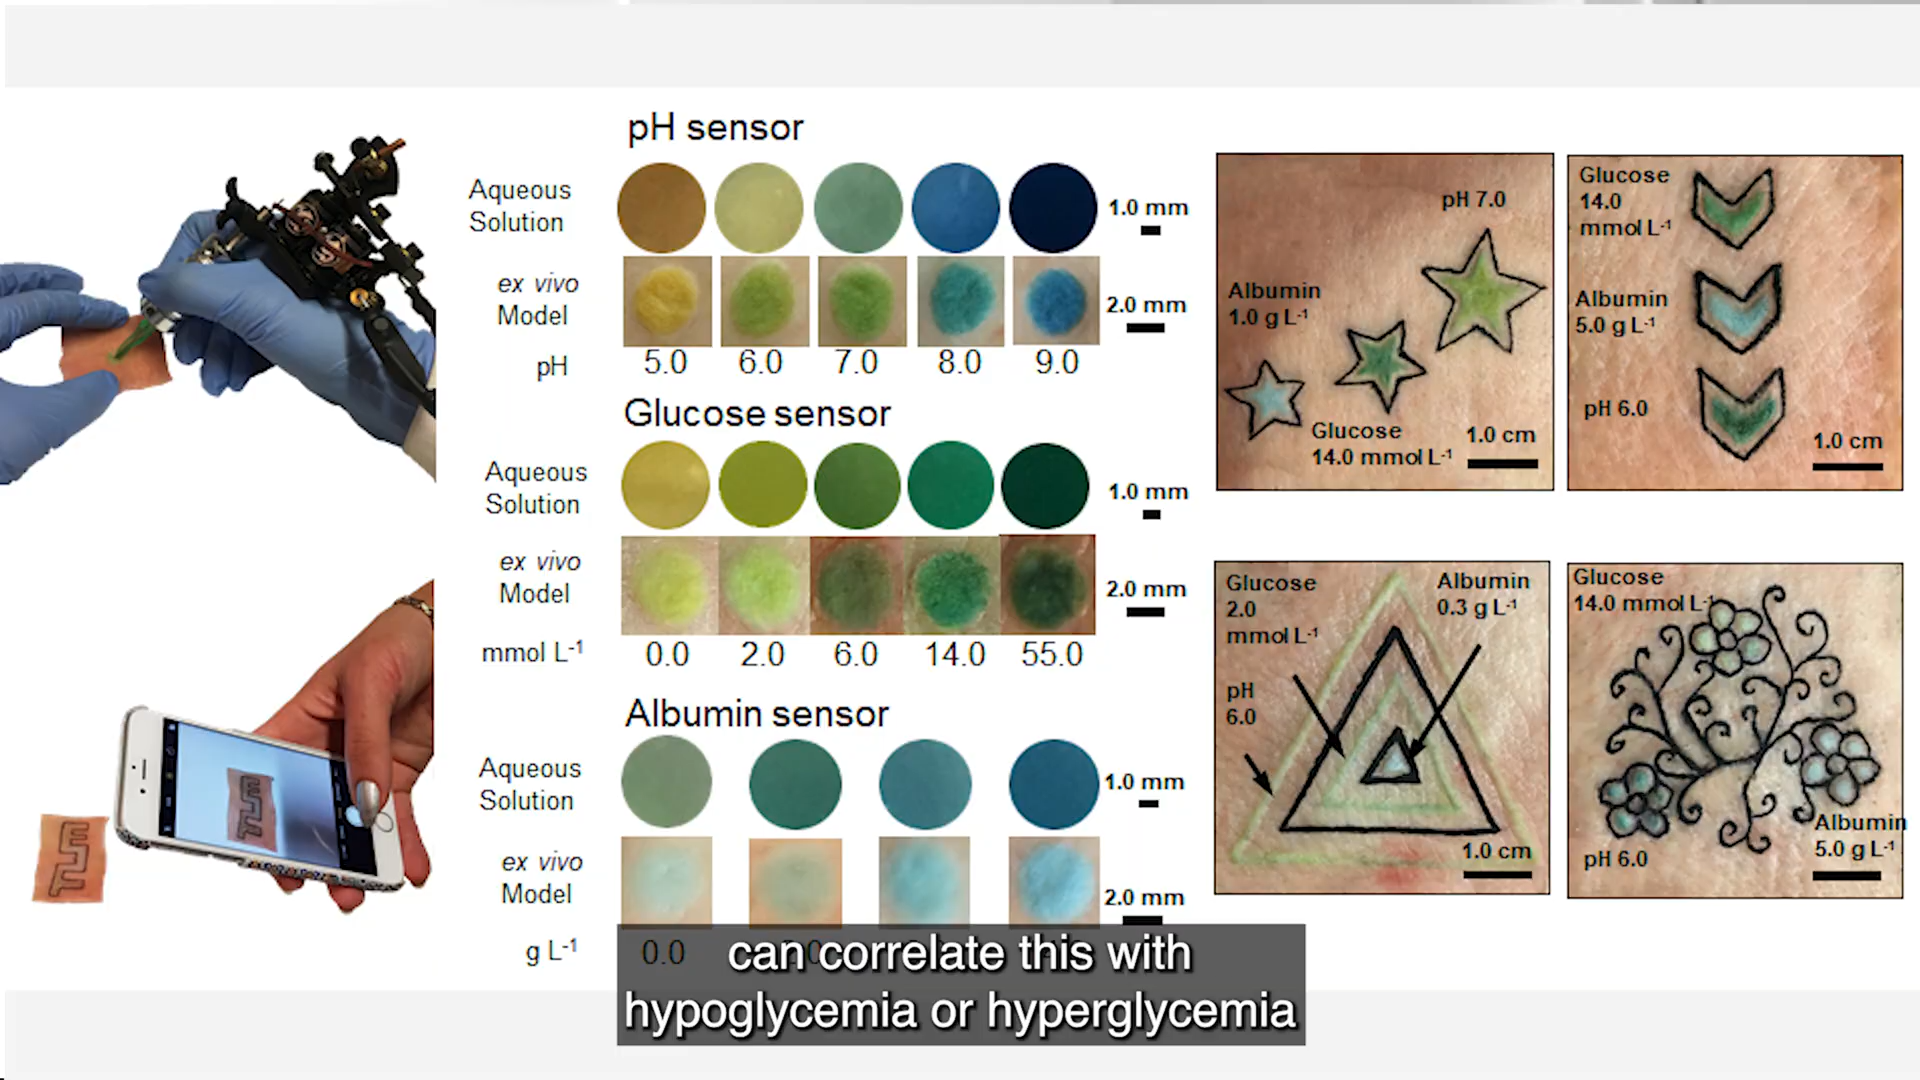 pH sensor
Aqueous
Solution
1.0 mm
ex vivo
Model
2.0 mm
pH
5.0 6.0 7.0 8.0 9.0
Glucose sensor
Aqueous
Solution
1.0 mm
ex vivo
Model
2.0 mm
mmol L-1
0.0 2.0 6.0 14.0 55.0
Albumin sensor
Aqueous
Solution
1.0 mm
ex vivo
Model
2.0 mm
g L-1
0.0
pH 7.0
Albumin
1.0 g L-1
Glucose
14.0 mmol L-1
1.0 cm
Glucose
14.0
mmol L-1
Albumin
5.0 g L-1
pH 6.0
1.0 cm
Glucose
2.0
mmol L-1
Albumin
0.3 g L-1
pH
6.0
1.0 cm
Glucose
14.0 mmol L-1
Albumin
5.0 g L-1
pH 6.0
can correlate this with
hypoglycemia or hyperglycemia